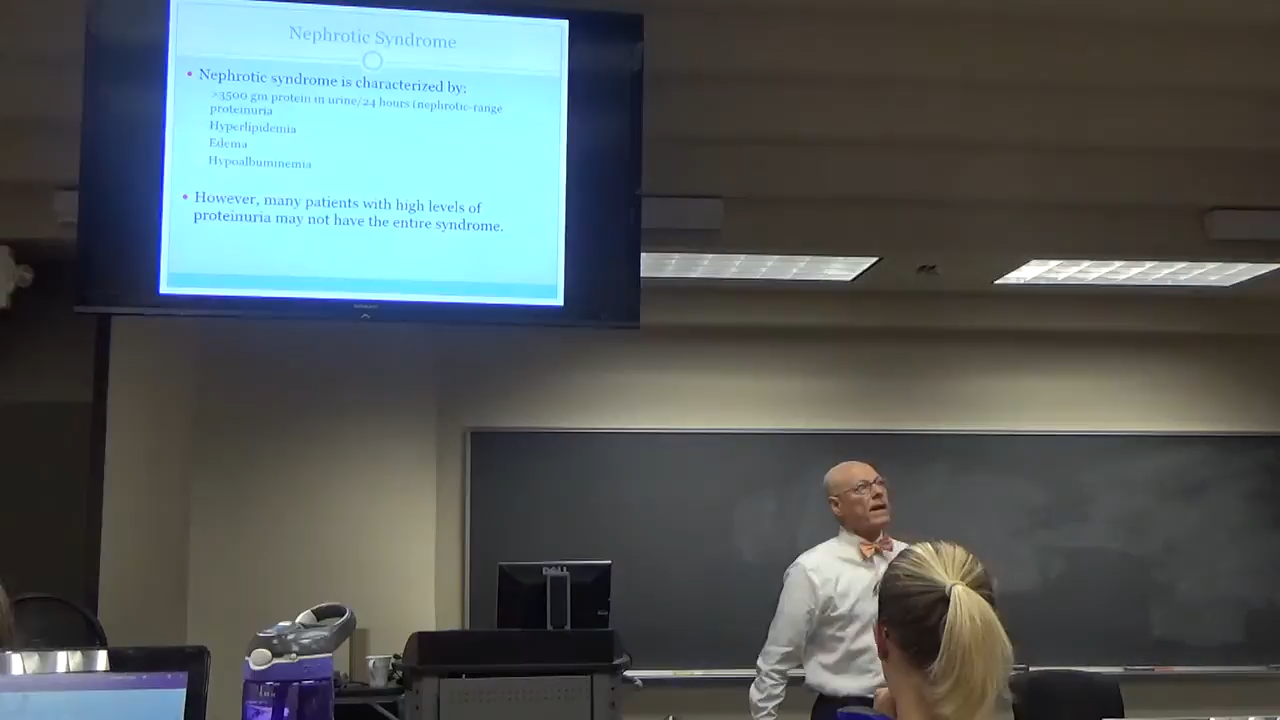 Nephrotic Syndrome
Nephrotic syndrome is characterized by:
>3500 gm protein in urine/24 hours (nephrotic-range
proteinuria
Hyperlipidemia
Edema
Hypoalbuminemia
However, many patients with high levels of
proteinuria may not have the entire syndrome.
DELL